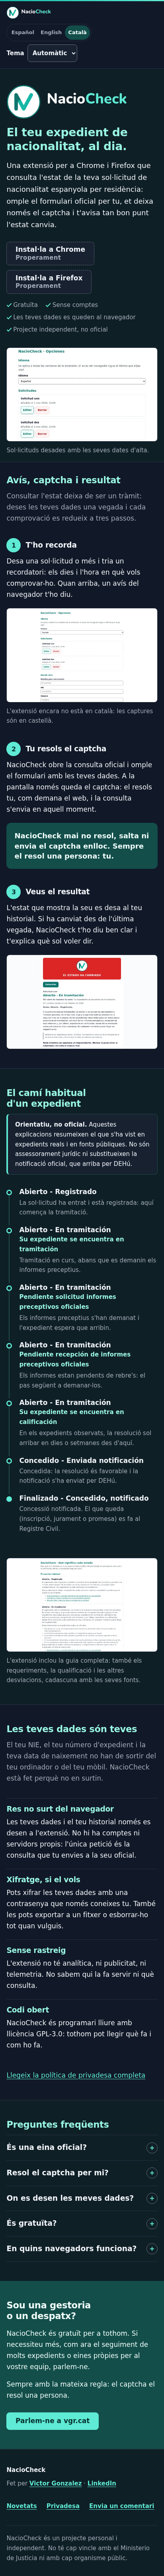 NacioCheck
Español English Català
Tema Automàtic
NacioCheck
El teu expedient de
nacionalitat, al dia.
Una extensió per a Chrome i Firefox que
consulta l'estat de la teva sol·licitud de
nacionalitat espanyola per residència:
omple el formulari oficial per tu, et deixa
només el captcha i t'avisa tan bon punt
l'estat canvia.
Instal·la a Chrome
Properament
Instal·la a Firefox
Properament
Gratuïta Sense comptes
Les teves dades es queden al navegador
Projecte independent, no oficial
NacioCheck · Opciones
Idioma
Solicitudes
Sol·licituds desades amb les seves dates d'alta.
Avís, captcha i resultat
Consultar l'estat deixa de ser un tràmit:
deses les teves dades una vegada i cada
comprovació es redueix a tres passos.
1 T'ho recorda
Desa una sol·licitud o més i tria un
recordatori: els dies i l'hora en què vols
comprovar-ho. Quan arriba, un avís del
navegador t'ho diu.
L'extensió encara no està en català: les captures
són en castellà.
2 Tu resols el captcha
NacioCheck obre la consulta oficial i omple
el formulari amb les teves dades. A la
pantalla només queda el captcha: el resols
tu, com demana el web, i la consulta
s'envia en aquell moment.
NacioCheck mai no resol, salta ni
envia el captcha enlloc. Sempre
el resol una persona: tu.
3 Veus el resultat
L'estat que mostra la seu es desa al teu
historial. Si ha canviat des de l'última
vegada, NacioCheck t'ho diu ben clar i
t'explica què sol voler dir.
EL ESTADO HA CAMBIADO
Abierto - En tramitación
El camí habitual
d'un expedient
Orientatiu, no oficial. Aquestes
explicacions resumeixen el que s'ha vist en
expedients reals i en fonts públiques. No són
assessorament jurídic ni substitueixen la
notificació oficial, que arriba per DEHÚ.
Abierto - Registrado
La sol·licitud ha entrat i està registrada: aquí
comença la tramitació.
Abierto - En tramitación
Su expediente se encuentra en
tramitación
Tramitació en curs, abans que es demanin els
informes preceptius.
Abierto - En tramitación
Pendiente solicitud informes
preceptivos oficiales
Els informes preceptius s'han demanat i
l'expedient espera que arribin.
Abierto - En tramitación
Pendiente recepción de informes
preceptivos oficiales
Els informes estan pendents de rebre's: el
pas següent a demanar-los.
Abierto - En tramitación
Su expediente se encuentra en
calificación
En els expedients observats, la resolució sol
arribar en dies o setmanes des d'aquí.
Concedido - Enviada notificación
Concedida: la resolució és favorable i la
notificació s'ha enviat per DEHÚ.
Finalizado - Concedido, notificado
Concessió notificada. El que queda
(inscripció, jurament o promesa) es fa al
Registre Civil.
L'extensió inclou la guia completa: també els
requeriments, la qualificació i les altres
desviacions, cadascuna amb les seves fonts.
Les teves dades són teves
El teu NIE, el teu número d'expedient i la
teva data de naixement no han de sortir del
teu ordinador o del teu mòbil. NacioCheck
està fet perquè no en surtin.
Res no surt del navegador
Les teves dades i el teu historial només es
desen a l'extensió. No hi ha comptes ni
servidors propis: l'única petició és la
consulta que tu envies a la seu oficial.
Xifratge, si el vols
Pots xifrar les teves dades amb una
contrasenya que només coneixes tu. També
les pots exportar a un fitxer o esborrar-ho
tot quan vulguis.
Sense rastreig
L'extensió no té analítica, ni publicitat, ni
telemetria. No sabem qui la fa servir ni què
consulta.
Codi obert
NacioCheck és programari lliure amb
llicència GPL-3.0: tothom pot llegir què fa i
com ho fa.
Llegeix la política de privadesa completa
Preguntes freqüents
És una eina oficial?
Resol el captcha per mi?
On es desen les meves dades?
És gratuïta?
En quins navegadors funciona?
Sou una gestoria
o un despatx?
NacioCheck és gratuït per a tothom. Si
necessiteu més, com ara el seguiment de
molts expedients o eines pròpies per al
vostre equip, parlem-ne.
Sempre amb la mateixa regla: el captcha el
resol una persona.
Parlem-ne a vgr.cat
NacioCheck
Fet per Victor Gonzalez · LinkedIn
Novetats Privadesa Envia un comentari
NacioCheck és un projecte personal i
independent. No té cap vincle amb el Ministerio
de Justicia ni amb cap organisme públic.